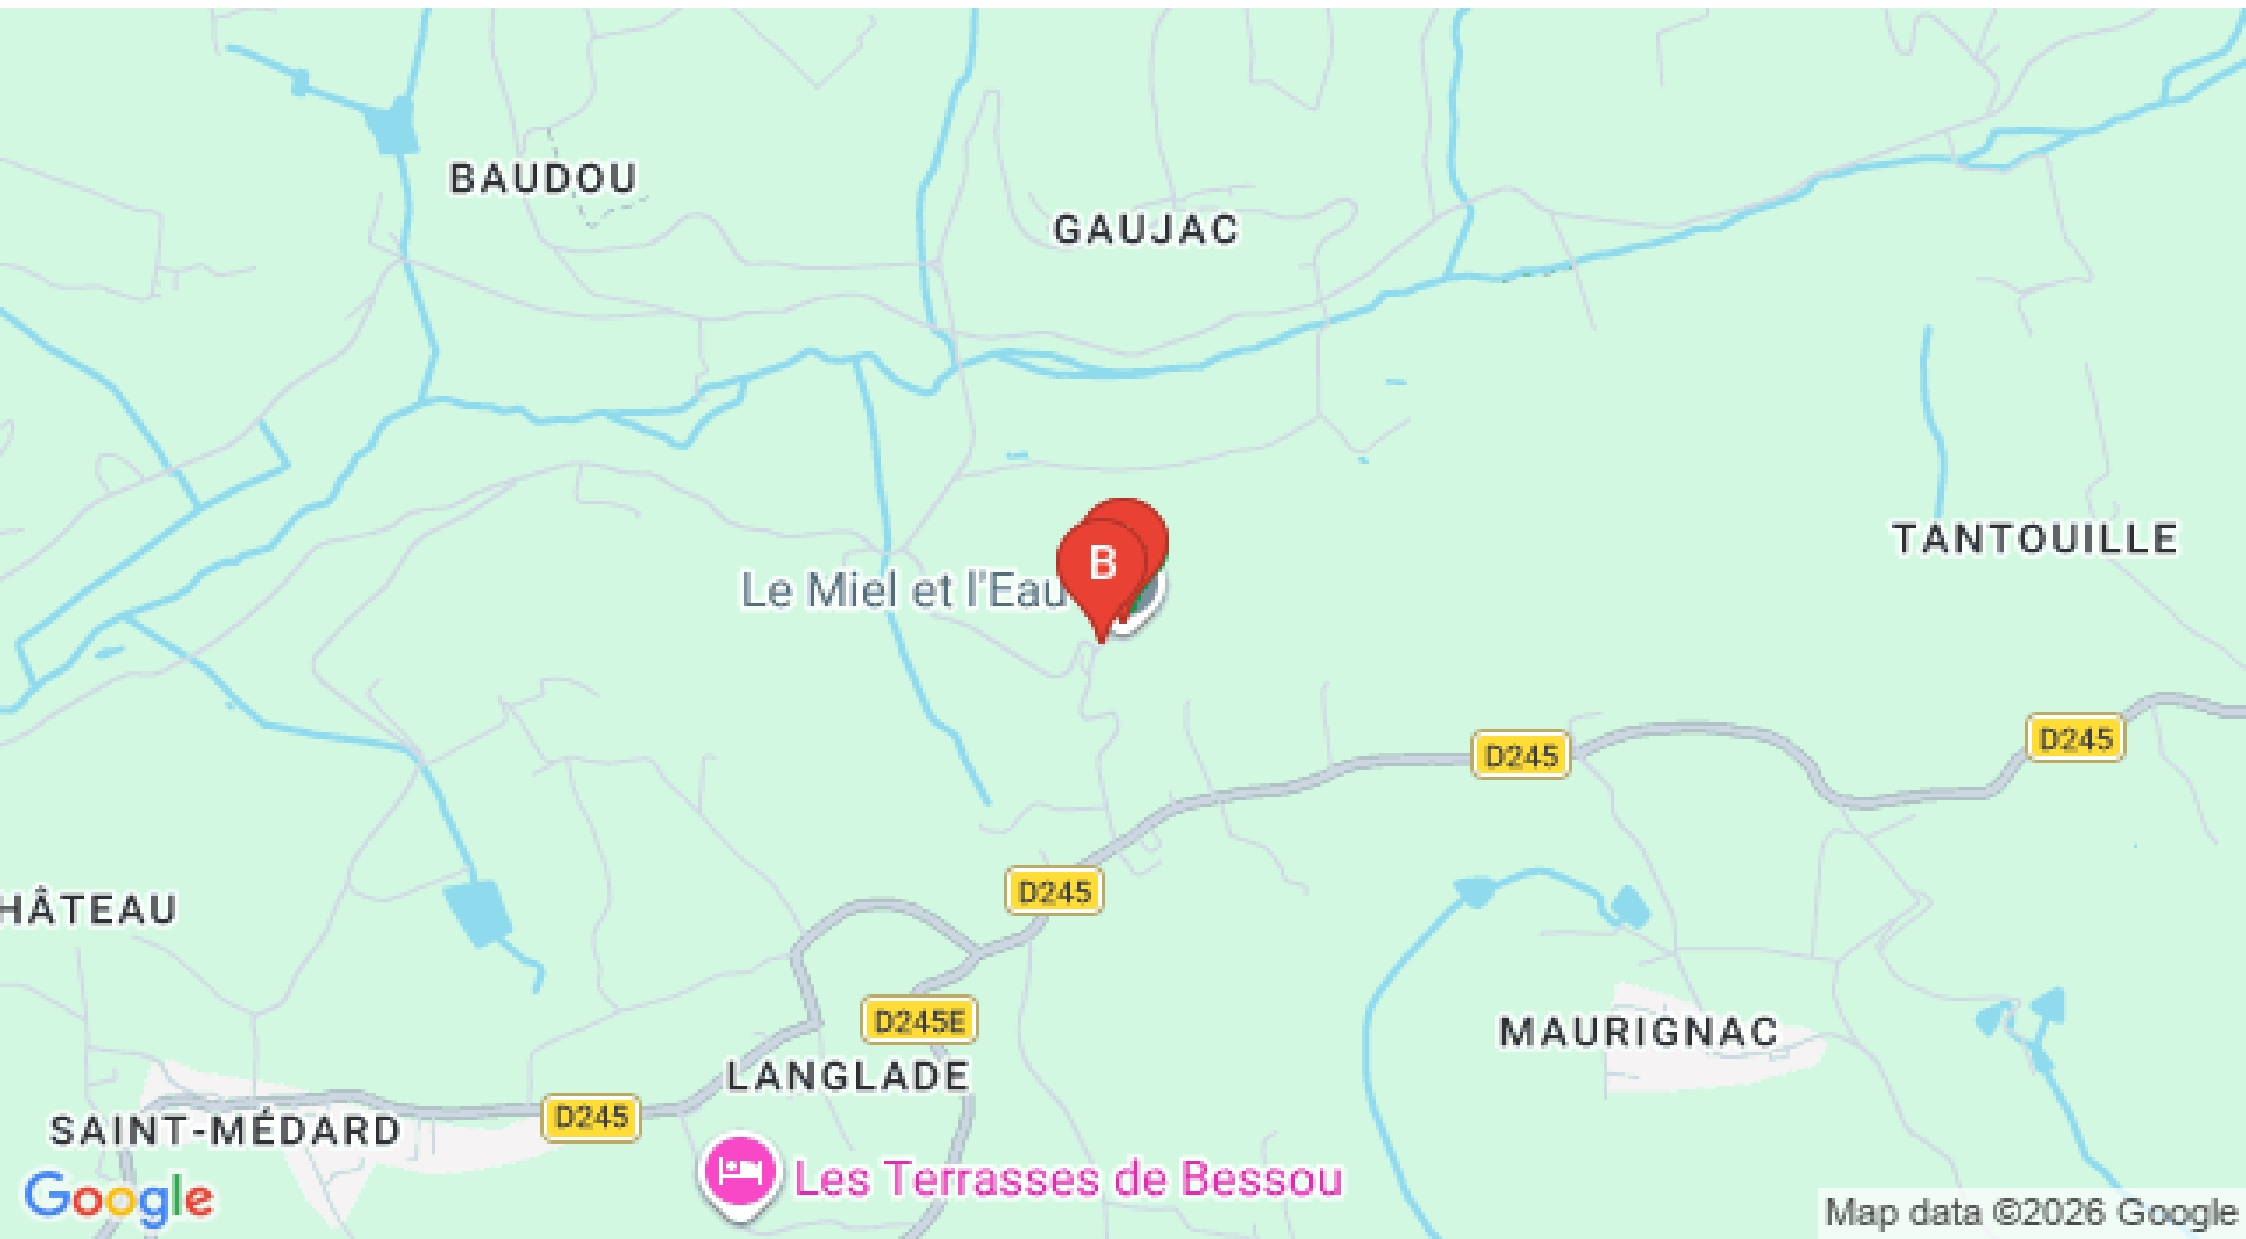 BAUDOU
GAUJAC
TANTOUILLE
B
Le Miel et l'Eau
D245
D245
D245
HÂTEAU
D245E
MAURIGNAC
LANGLADE
D245
SAINT-MÉDARD
Les Terrasses de Bessou
Google
Map data ©2026 Google